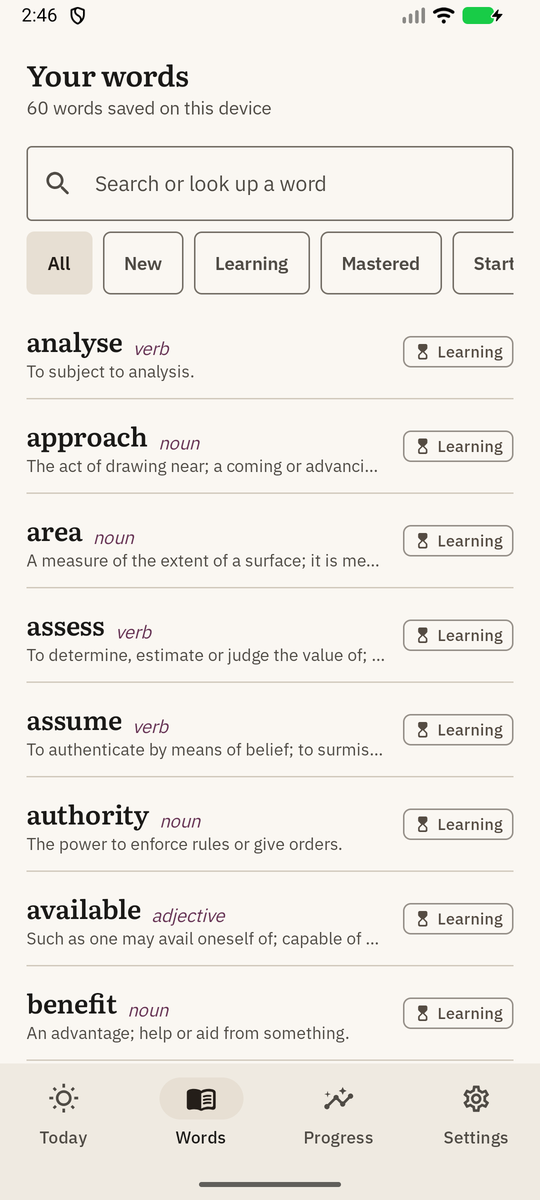 2:46
Your words
60 words saved on this device
Search or look up a word
All New Learning Mastered Start
analyse verb
Learning
To subject to analysis.
approach noun
Learning
The act of drawing near; a coming or advanci...
area noun
Learning
A measure of the extent of a surface; it is me...
assess verb
Learning
To determine, estimate or judge the value of; ...
assume verb
Learning
To authenticate by means of belief; to surmis...
authority noun
Learning
The power to enforce rules or give orders.
available adjective
Learning
Such as one may avail oneself of; capable of ...
benefit noun
Learning
An advantage; help or aid from something.
Today Words Progress Settings